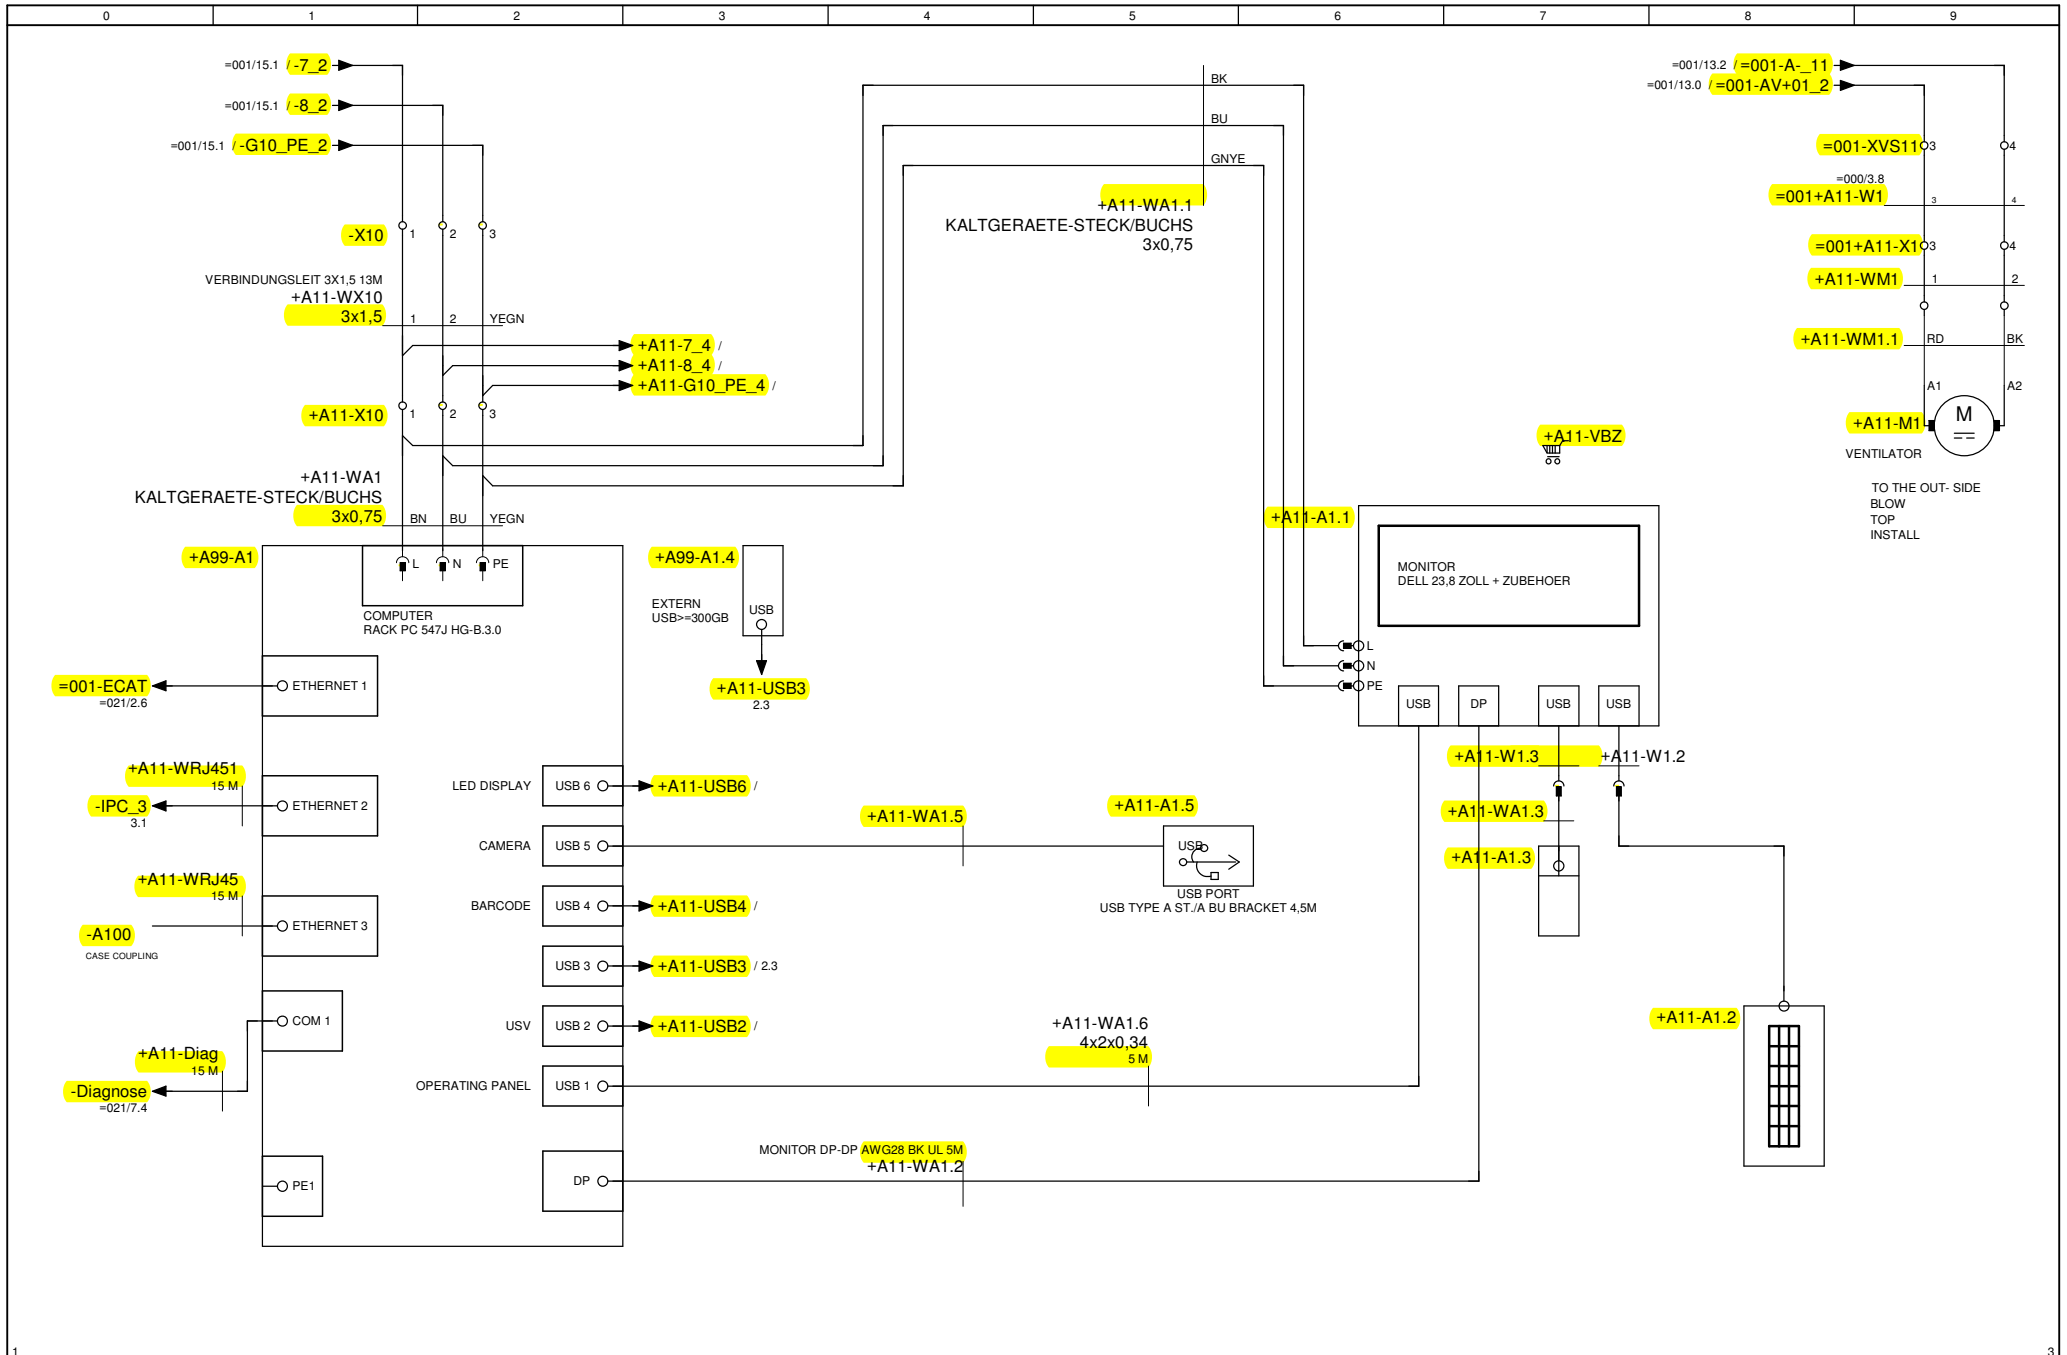 0 1 2 3 4 5 6 7 8 9
=001/15.1 / -7_2
=001/15.1 / -8_2
=001/15.1 / -G10_PE_2
-X10
1 2 3
VERBINDUNGSLEIT 3X1,5 13M
+A11-WX10
3x1,5
1 2 YEGN
+A11-7_4 /
+A11-8_4 /
+A11-G10_PE_4 /
+A11-X10
1 2 3
+A11-WA1
KALTGERAETE-STECK/BUCHS
3x0,75
BN BU YEGN
BK
BU
GNYE
+A11-WA1.1
KALTGERAETE-STECK/BUCHS
3x0,75
=001/13.2 / =001-A-_11
=001/13.0 / =001-AV+01_2
=001-XVS11 3 4
=000/3.8
=001+A11-W1
3 4
=001+A11-X1 3 4
+A11-WM1
1 2
+A11-WM1.1
RD BK
A1 A2
+A11-M1
M
VENTILATOR
TO THE OUT- SIDE
BLOW
TOP
INSTALL
+A11-VBZ
+A99-A1
L N PE
COMPUTER
RACK PC 547J HG-B.3.0
+A99-A1.4
EXTERN
USB>=300GB
USB
+A11-USB3
2.3
+A11-A1.1
MONITOR
DELL 23,8 ZOLL + ZUBEHOER
L
N
PE
USB DP USB USB
+A11-W1.3
+A11-W1.2
+A11-WA1.3
+A11-A1.3
+A11-A1.2
=001-ECAT
=021/2.6
ETHERNET 1
+A11-WRJ451
15 M
-IPC_3
3.1
ETHERNET 2
+A11-WRJ45
15 M
-A100
CASE COUPLING
ETHERNET 3
COM 1
+A11-Diag
15 M
-Diagnose
=021/7.4
PE1
LED DISPLAY USB 6 +A11-USB6 /
CAMERA USB 5
+A11-WA1.5
+A11-A1.5
USB
USB PORT
USB TYPE A ST./A BU BRACKET 4,5M
BARCODE USB 4 +A11-USB4 /
USB 3 +A11-USB3 / 2.3
USV USB 2 +A11-USB2 /
OPERATING PANEL USB 1
+A11-WA1.6
4x2x0,34
5 M
DP
MONITOR DP-DP AWG28 BK UL 5M
+A11-WA1.2
1 3